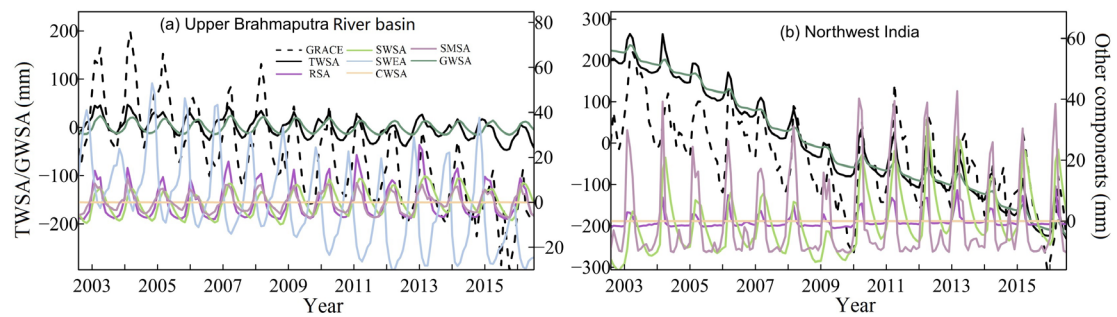 (a) Upper Brahmaputra River basin
GRACE SWSA SMSA
TWSA SWEA GWSA
RSA CWSA
TWSA/GWSA (mm)
200
100
0
−100
−200
80
60
40
20
0
−20
2003 2005 2007 2009 2011 2013 2015
Year
(b) Northwest India
300
200
100
0
−100
−200
−300
60
40
20
0
Other components (mm)
2003 2005 2007 2009 2011 2013 2015
Year